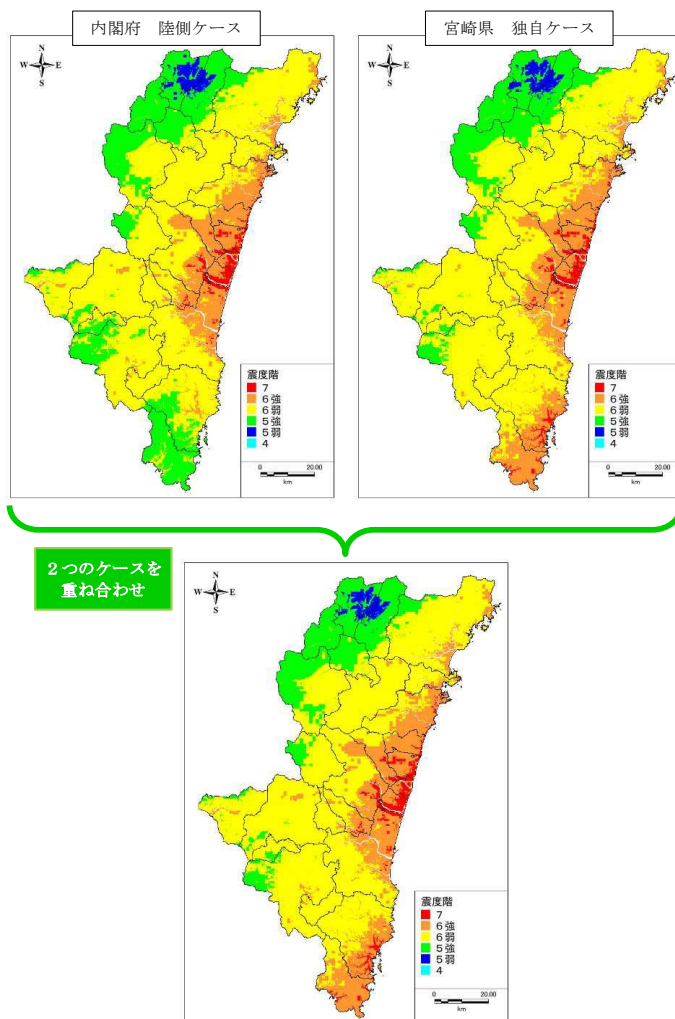 内閣府　陸側ケース
宮崎県　独自ケース
N
W E
S
震度階
7
6強
6弱
5強
5弱
4
0 20.00
km
N
W E
S
震度階
7
6強
6弱
5強
5弱
4
0 20.00
km
2つのケースを
重ね合わせ
N
W E
S
震度階
7
6強
6弱
5強
5弱
4
0 20.00
km